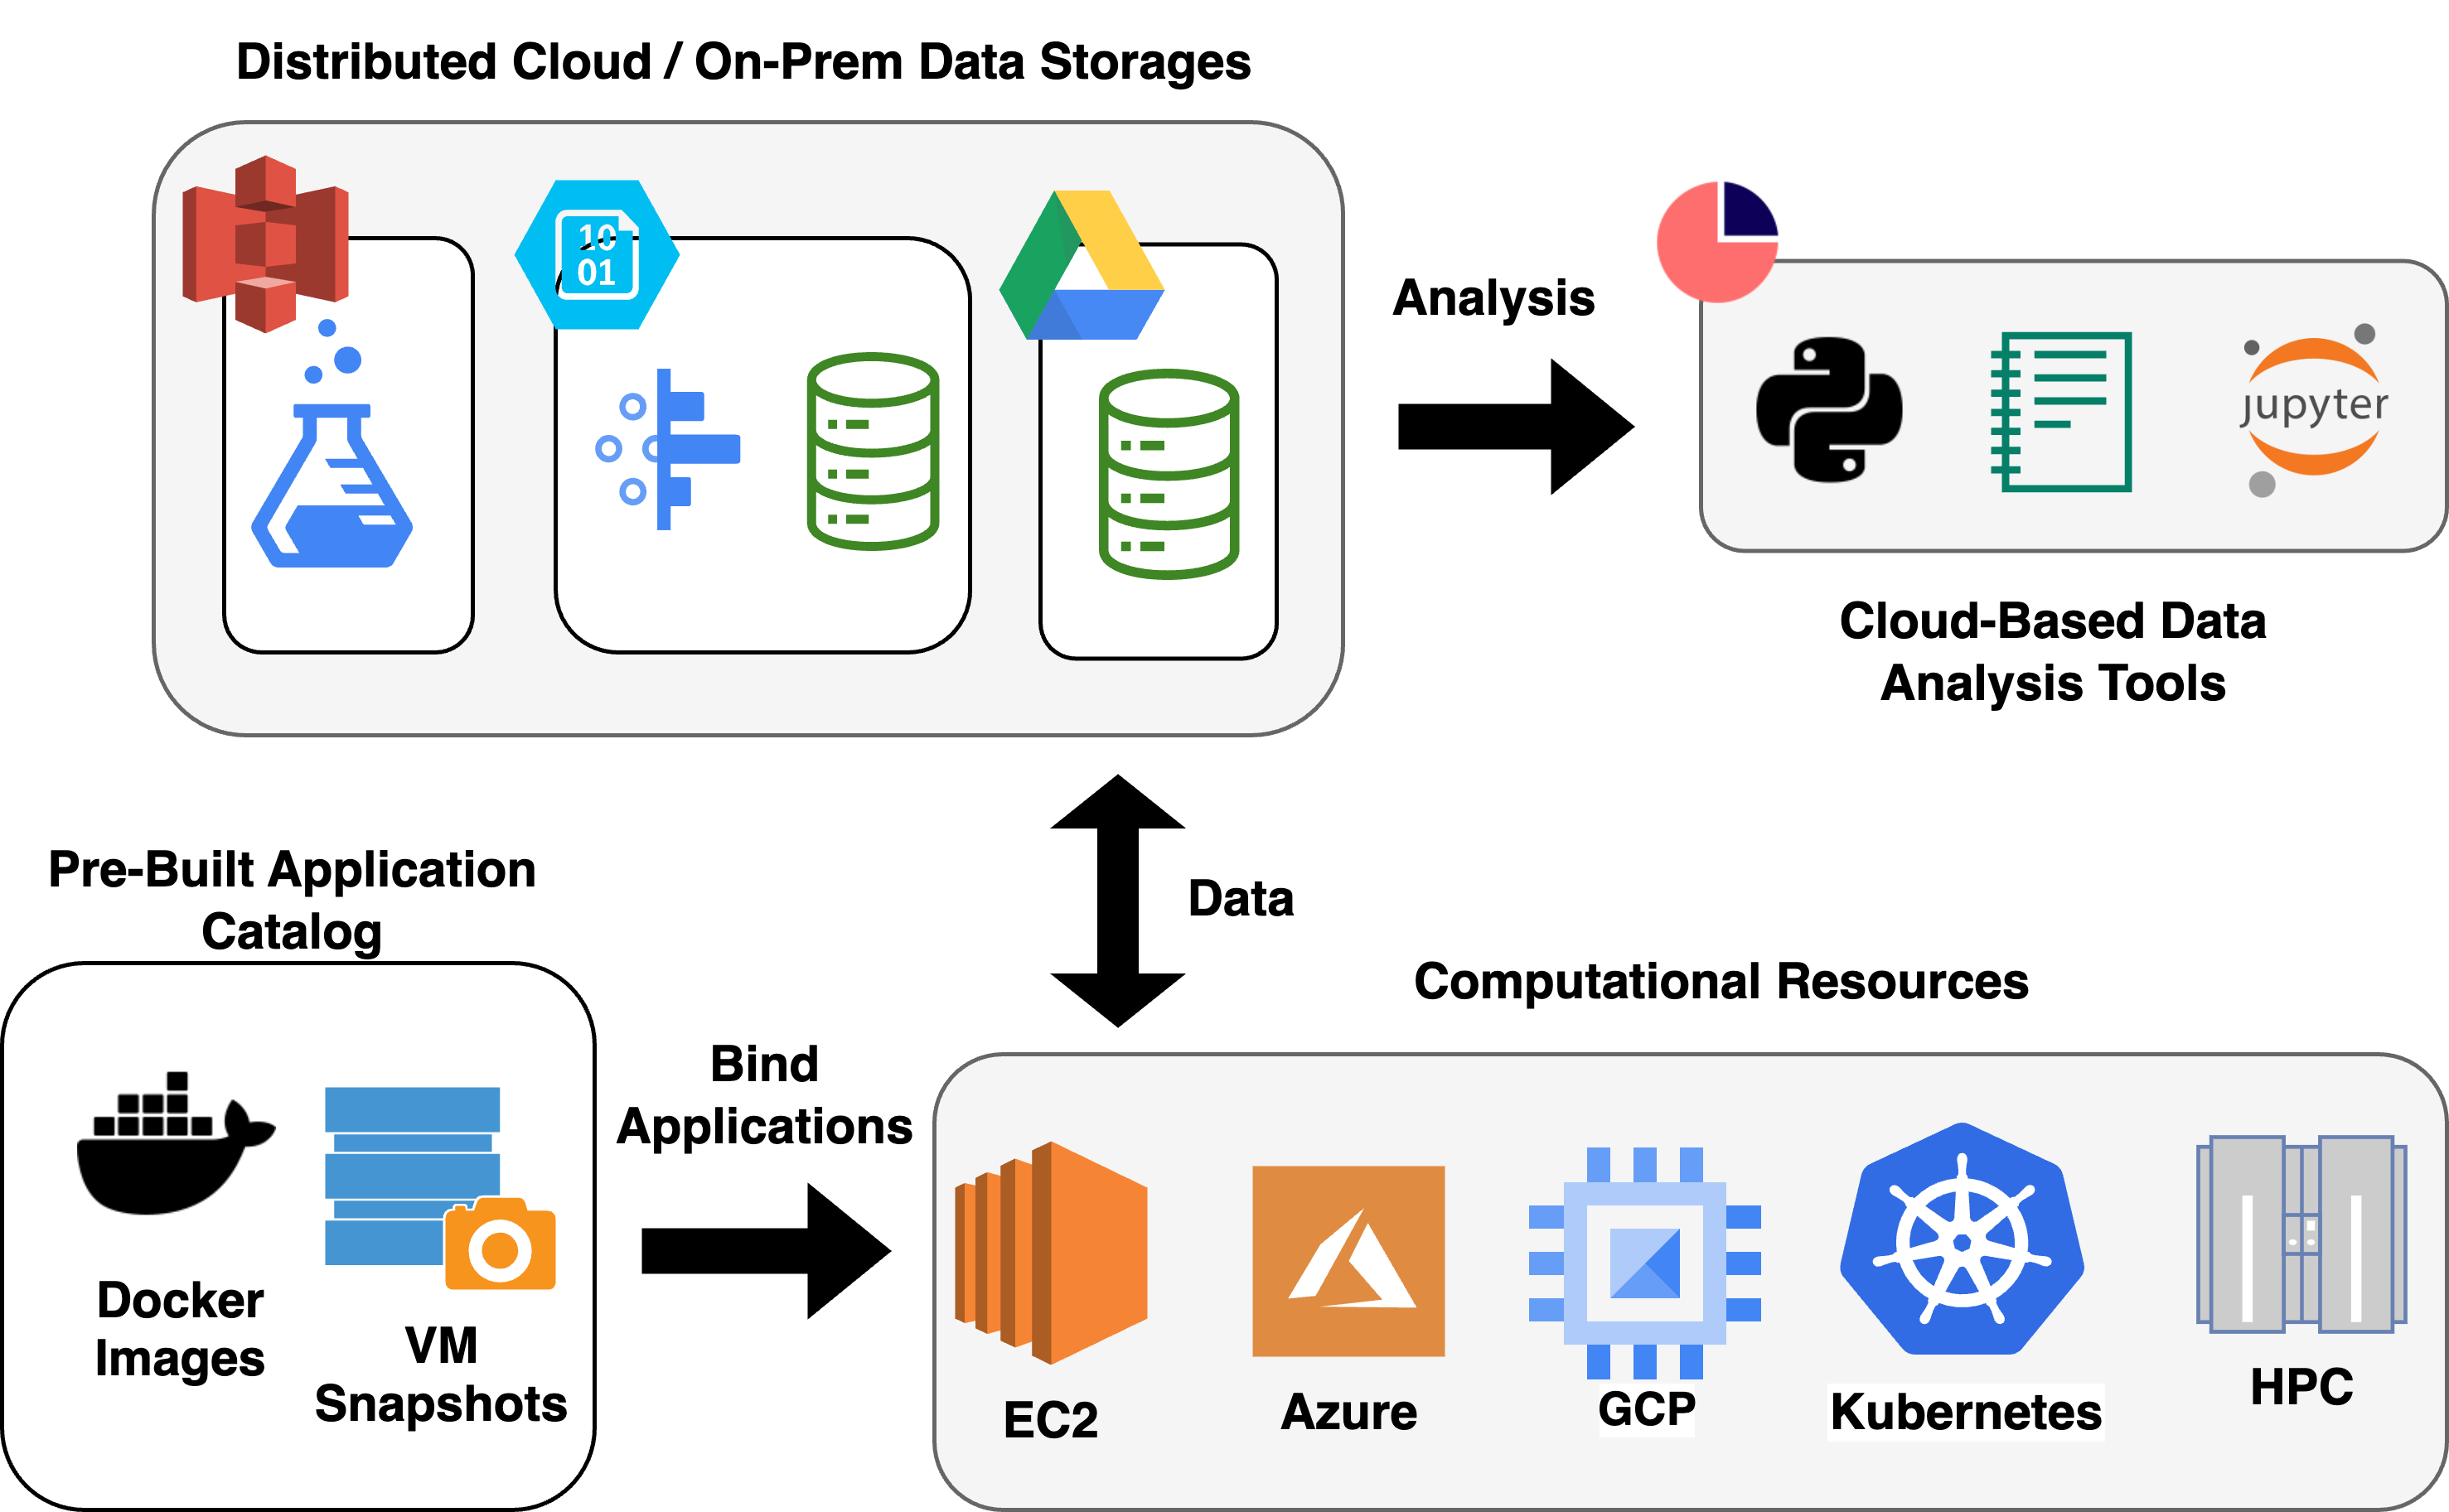 Distributed Cloud / On-Prem Data Storages
10
01
Analysis
jupyter
Cloud-Based Data
Analysis Tools
Data
Pre-Built Application
Catalog
Docker
Images
VM
Snapshots
Bind
Applications
Computational Resources
EC2
Azure
GCP
Kubernetes
HPC